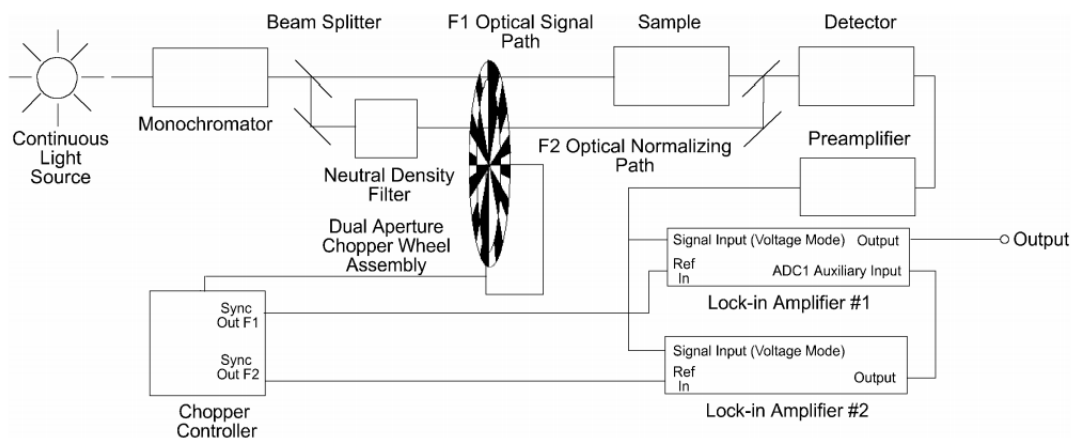 Beam Splitter
F1 Optical Signal
Path
Sample
Detector
Monochromator
Continuous
Light
Source
Neutral Density
Filter
F2 Optical Normalizing
Path
Preamplifier
Dual Aperture
Chopper Wheel
Assembly
Signal Input (Voltage Mode) Output
Ref
In
ADC1 Auxiliary Input
Output
Lock-in Amplifier #1
Sync
Out F1
Sync
Out F2
Chopper
Controller
Signal Input (Voltage Mode)
Ref
In
Output
Lock-in Amplifier #2